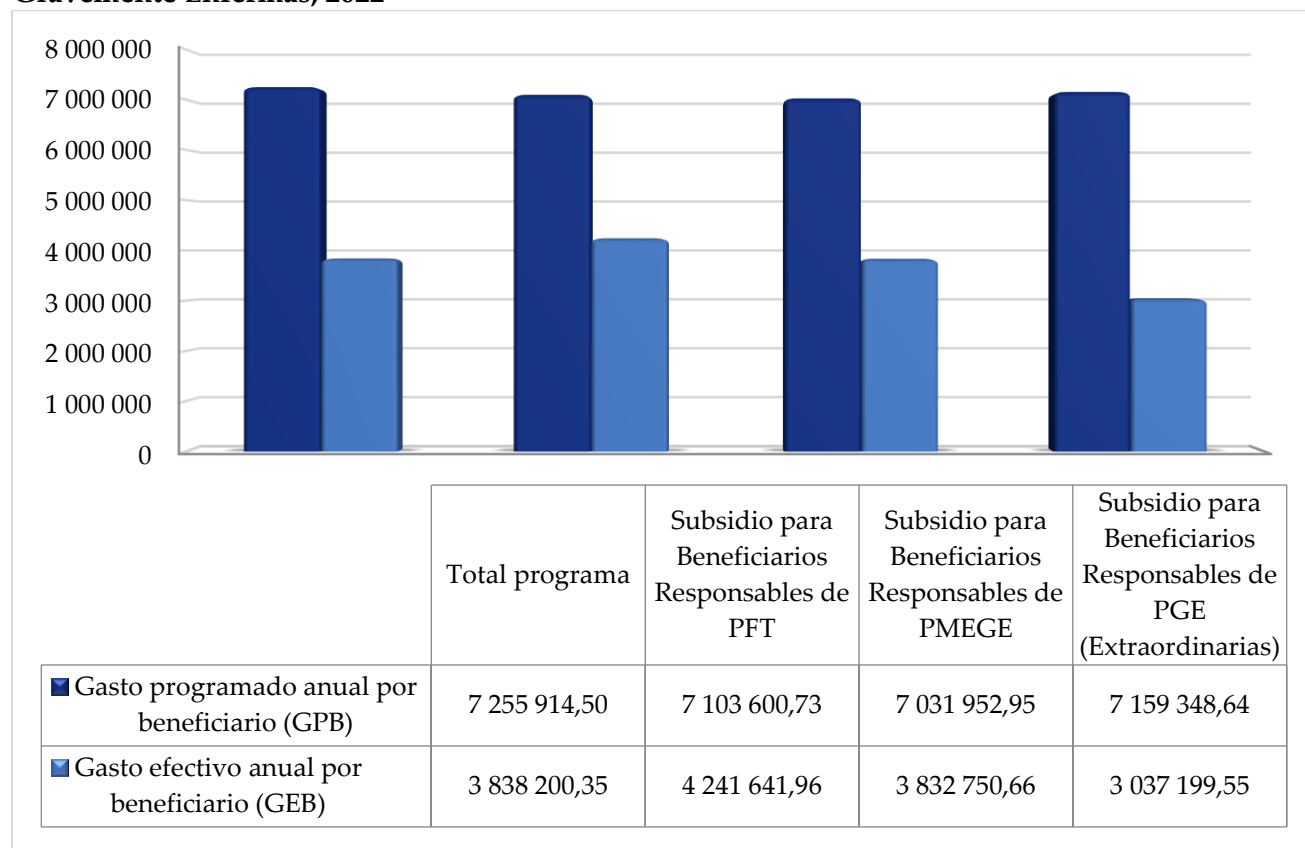 Gravemente Enfermas, 2022
8 000 000
7 000 000
6 000 000
5 000 000
4 000 000
3 000 000
2 000 000
1 000 000
0
Total programa
Subsidio para
Beneficiarios
Responsables de
PFT
Subsidio para
Beneficiarios
Responsables de
PMEGE
Subsidio para
Beneficiarios
Responsables de
PGE
(Extraordinarias)
Gasto programado anual por
beneficiario (GPB)
7 255 914,50
7 103 600,73
7 031 952,95
7 159 348,64
Gasto efectivo anual por
beneficiario (GEB)
3 838 200,35
4 241 641,96
3 832 750,66
3 037 199,55